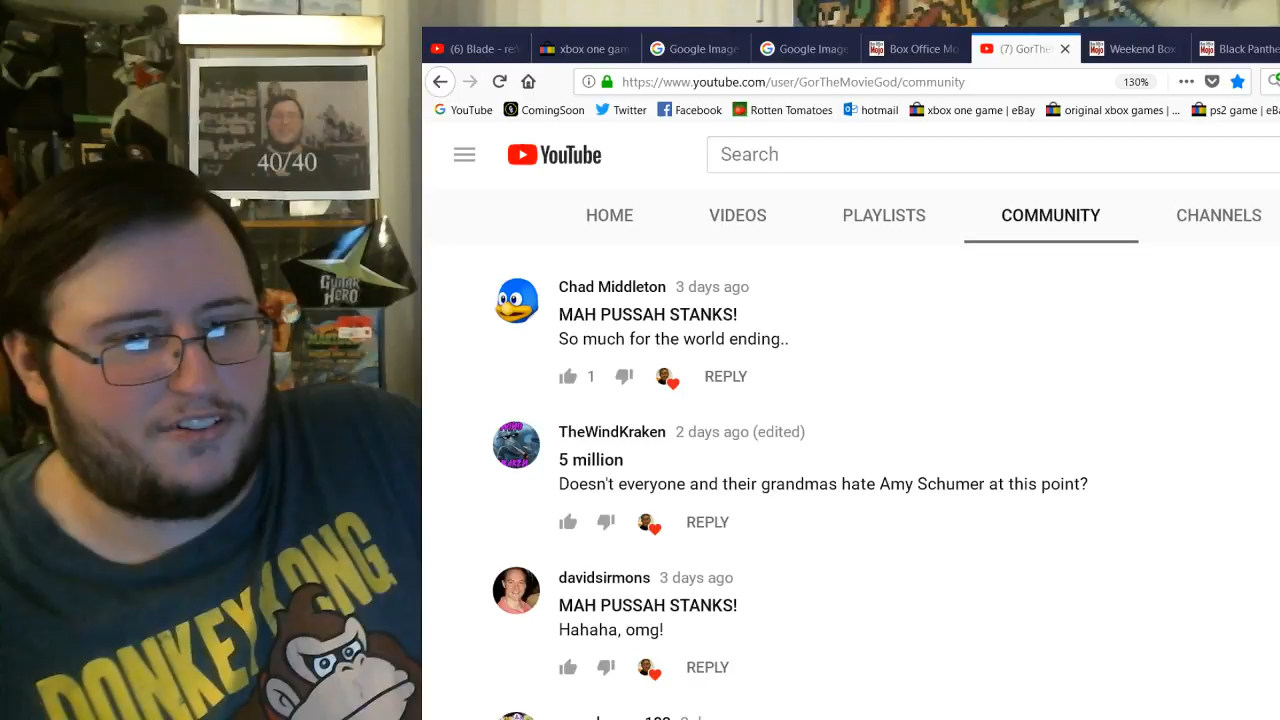 (6) Blade - re
xbox one gam
Google Imag
Google Imag
Box Office Mo
(7) GorThe
Weekend Box
Black Panthe
https://www.youtube.com/user/GorTheMovieGod/community
130%
YouTube
ComingSoon
Twitter
Facebook
Rotten Tomatoes
hotmail
xbox one game | eBay
original xbox games | ...
ps2 game | eB
YouTube
Search
HOME
VIDEOS
PLAYLISTS
COMMUNITY
CHANNELS
Chad Middleton 3 days ago
MAH PUSSAH STANKS!
So much for the world ending..
1
REPLY
TheWindKraken 2 days ago (edited)
5 million
Doesn't everyone and their grandmas hate Amy Schumer at this point?
REPLY
davidsirmons 3 days ago
MAH PUSSAH STANKS!
Hahaha, omg!
REPLY
40/40
GUITAR
HERO
DONKEY KONG